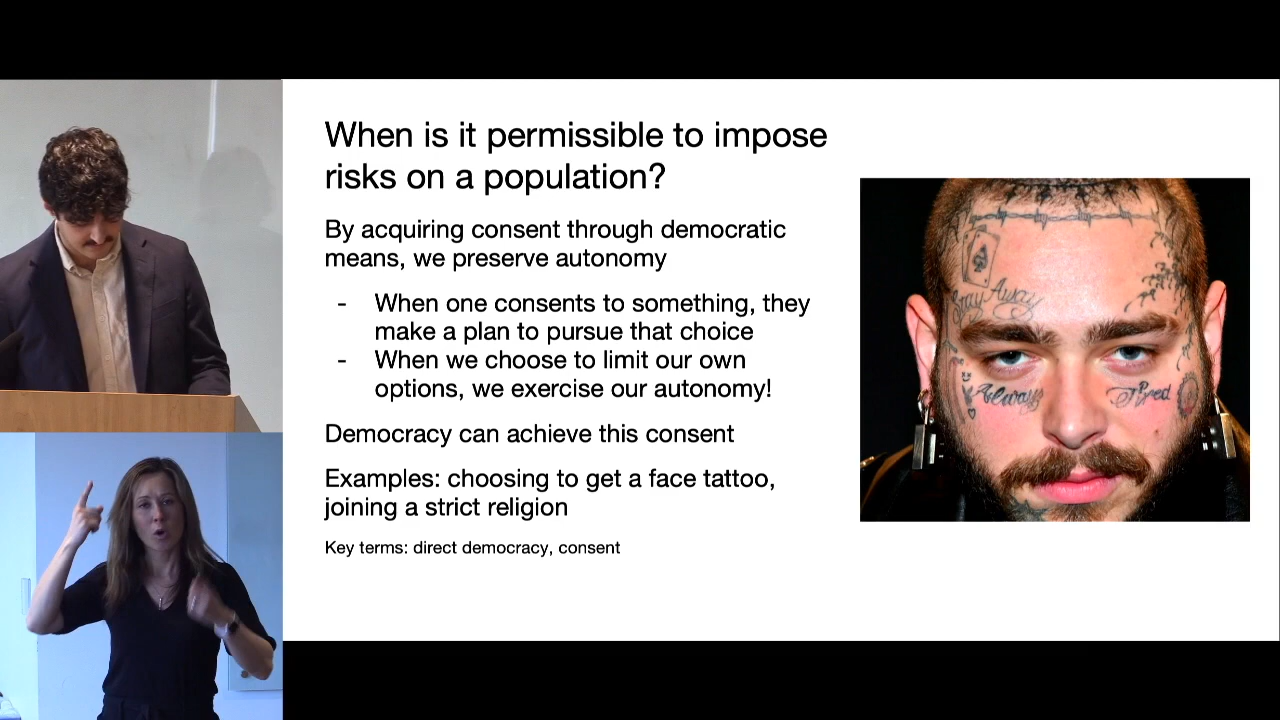 When is it permissible to impose
risks on a population?
By acquiring consent through democratic
means, we preserve autonomy
- When one consents to something, they
make a plan to pursue that choice
- When we choose to limit our own
options, we exercise our autonomy!
Democracy can achieve this consent
Examples: choosing to get a face tattoo,
joining a strict religion
Key terms: direct democracy, consent
Stay Away
Always
Tired